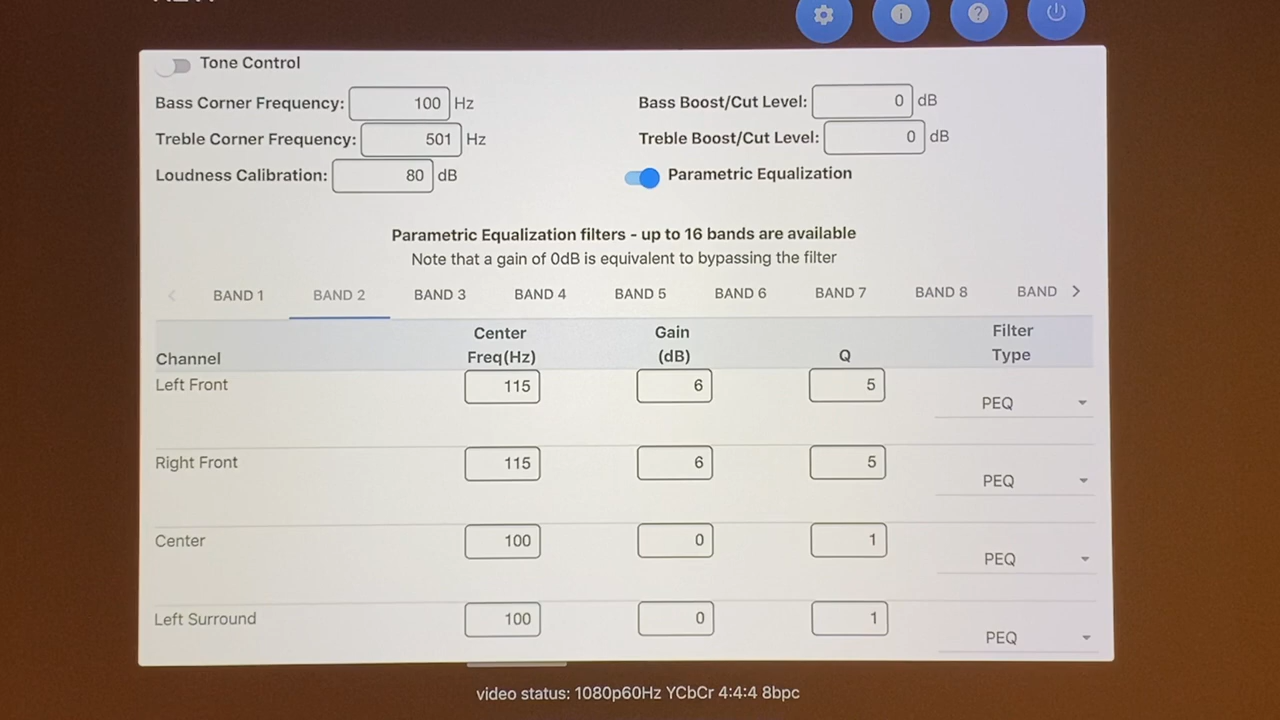 Tone Control
Bass Corner Frequency: 100 Hz
Bass Boost/Cut Level: 0 dB
Treble Corner Frequency: 501 Hz
Treble Boost/Cut Level: 0 dB
Loudness Calibration: 80 dB
Parametric Equalization
Parametric Equalization filters - up to 16 bands are available
Note that a gain of 0dB is equivalent to bypassing the filter
BAND 1 BAND 2 BAND 3 BAND 4 BAND 5 BAND 6 BAND 7 BAND 8 BAND
Channel Center Freq(Hz) Gain (dB) Q Filter Type
Left Front 115 6 5 PEQ
Right Front 115 6 5 PEQ
Center 100 0 1 PEQ
Left Surround 100 0 1 PEQ
video status: 1080p60Hz YCbCr 4:4:4 8bpc